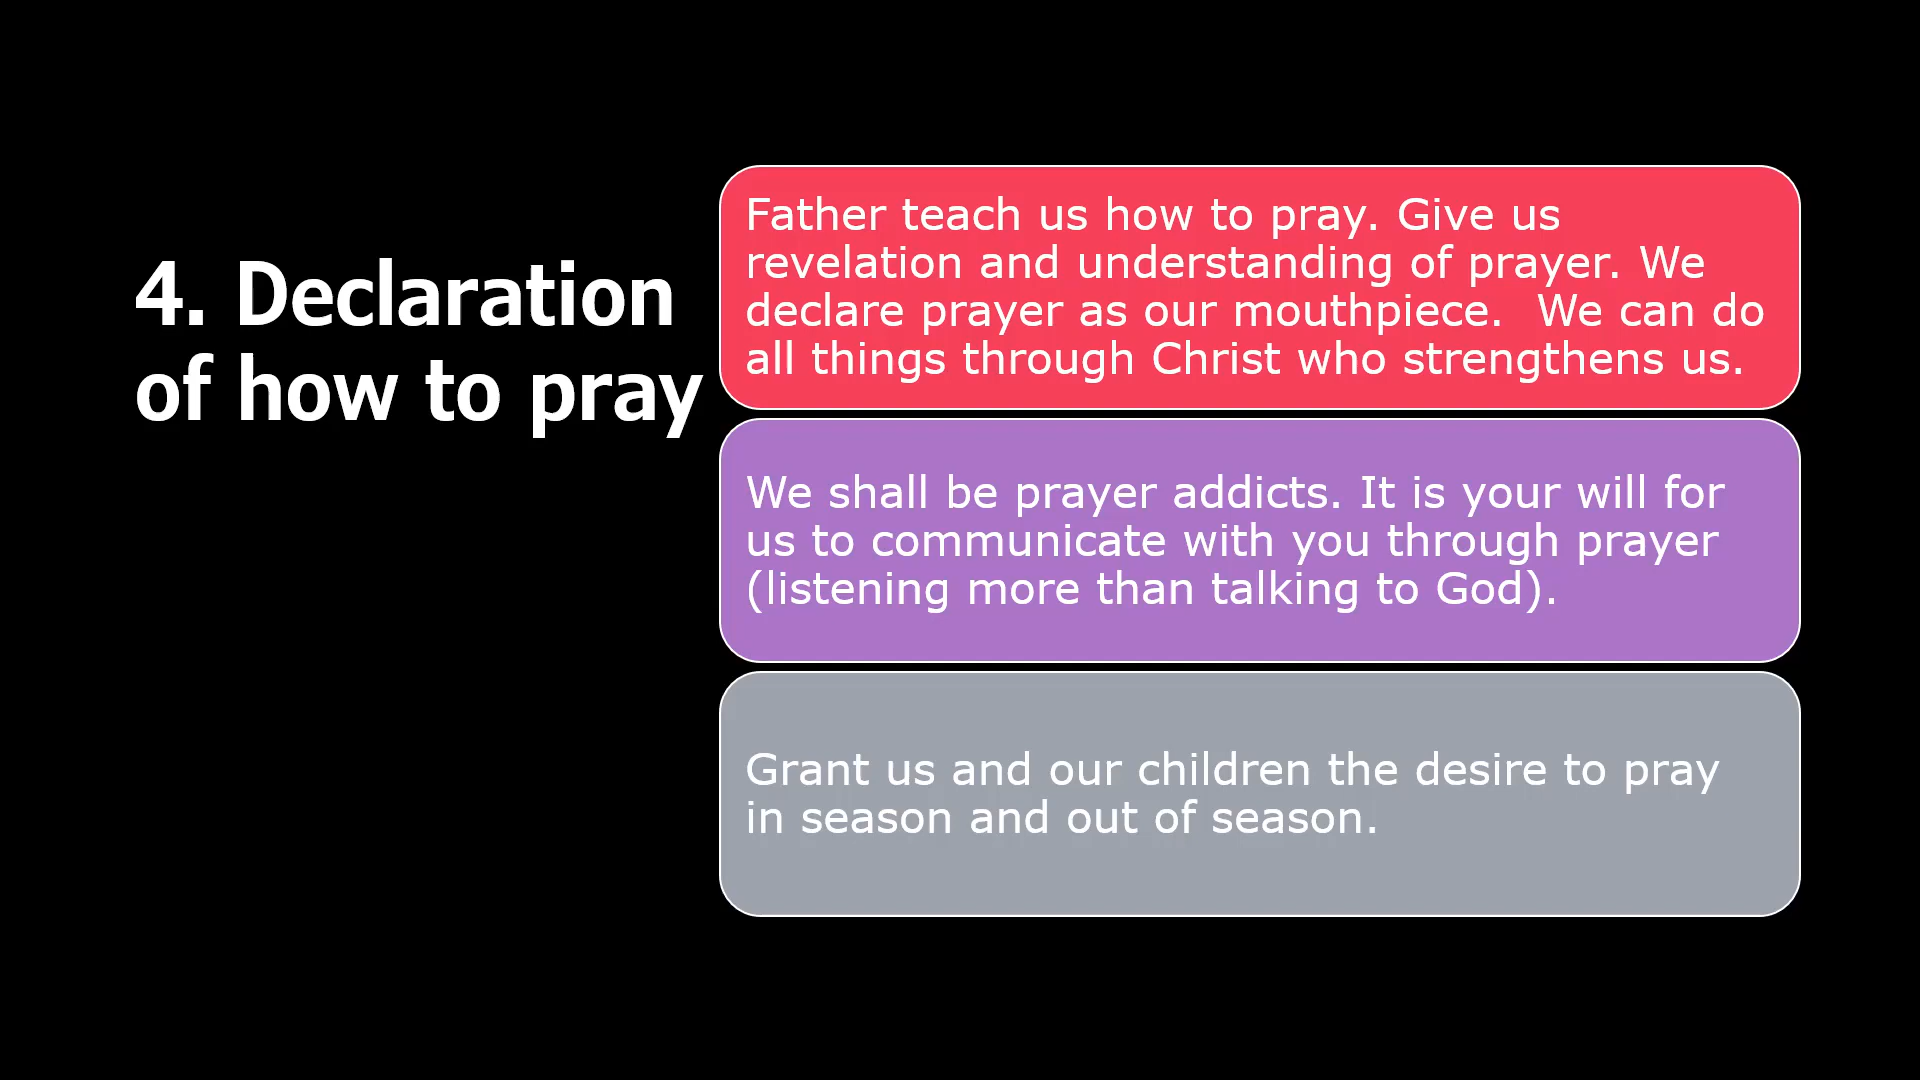 4. Declaration
of how to pray
Father teach us how to pray. Give us
revelation and understanding of prayer. We
declare prayer as our mouthpiece.  We can do
all things through Christ who strengthens us.
We shall be prayer addicts. It is your will for
us to communicate with you through prayer
(listening more than talking to God).
Grant us and our children the desire to pray
in season and out of season.